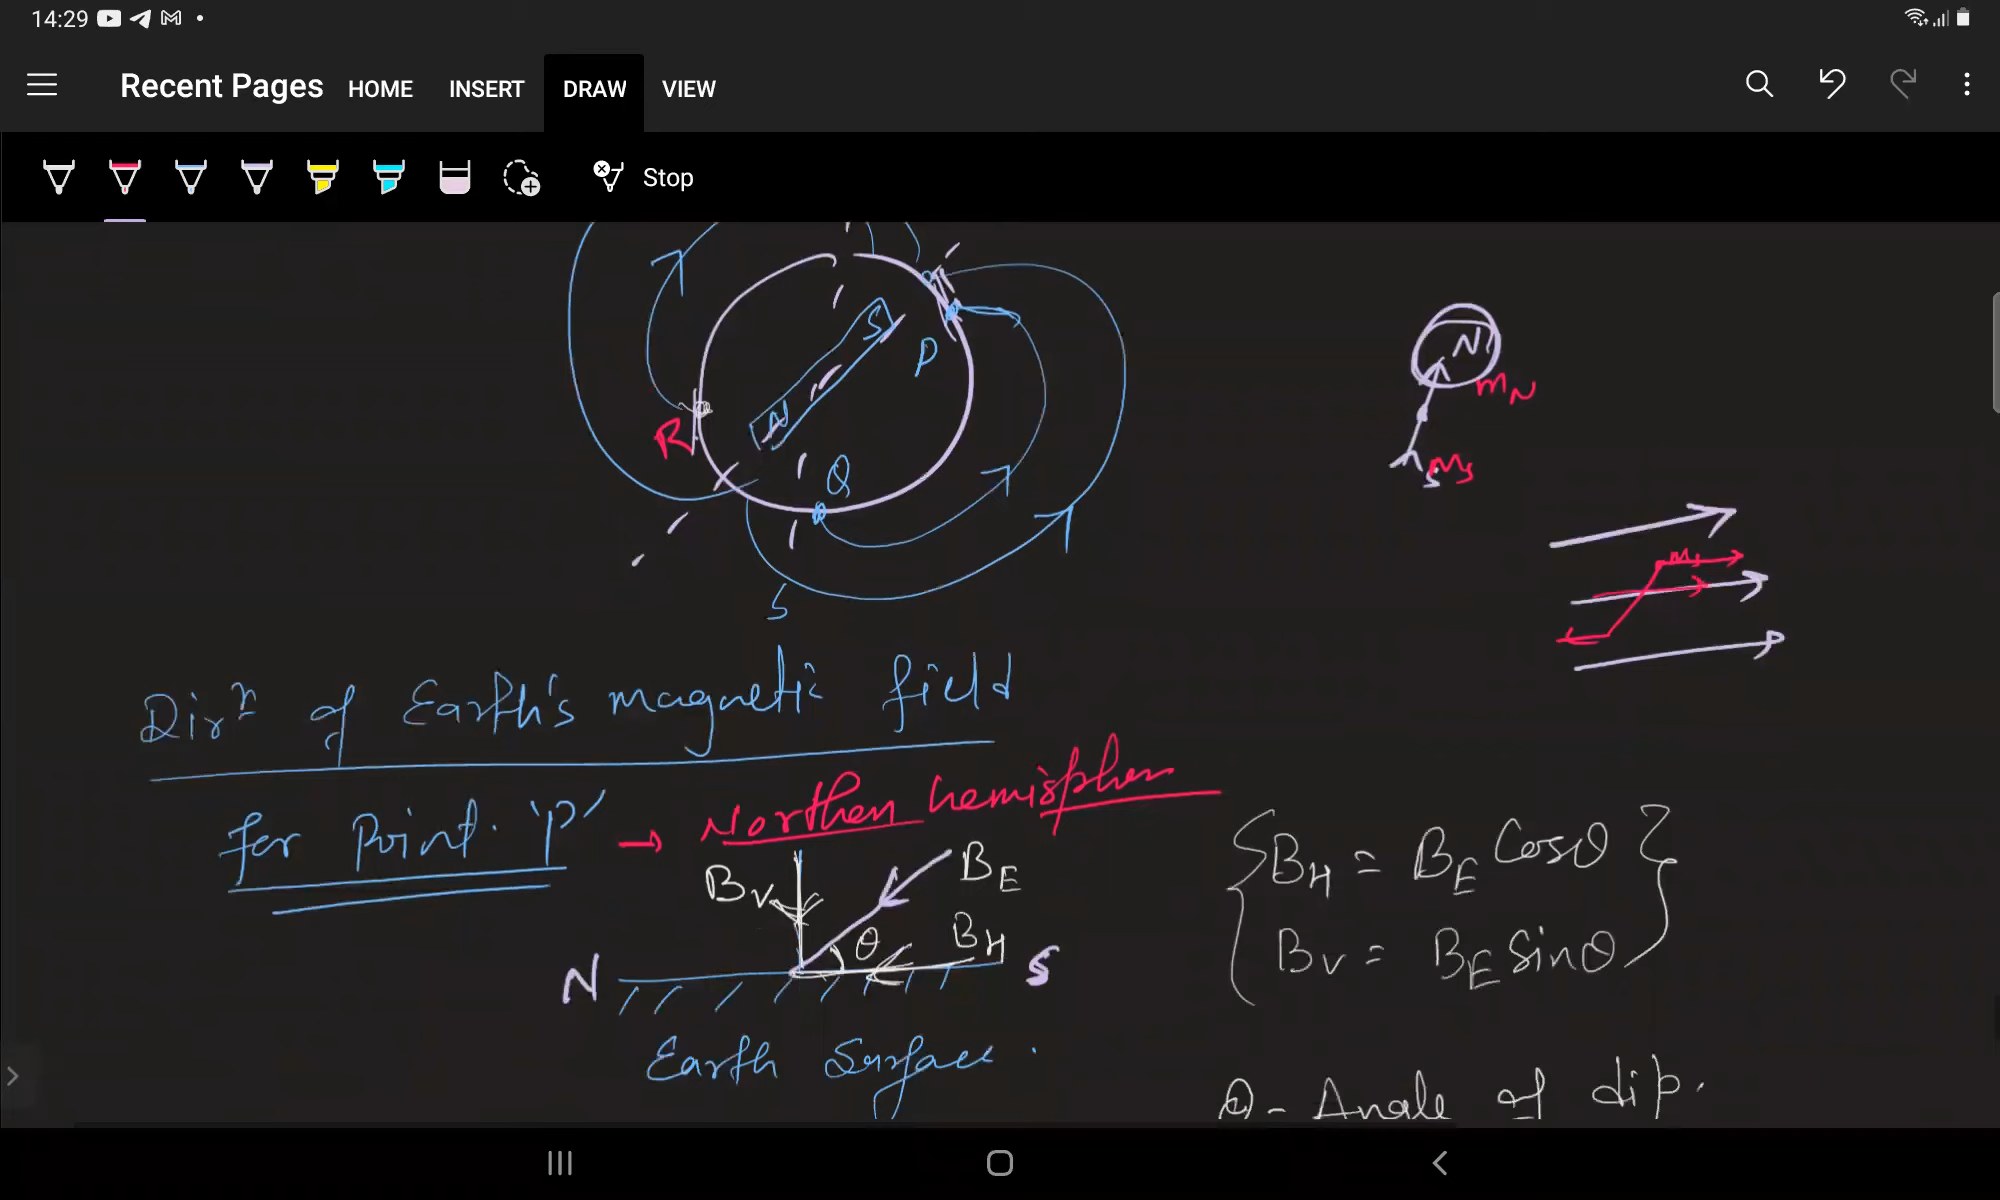 14:29
Recent Pages HOME INSERT DRAW VIEW
Stop
S
P
N
R
Q
S
N
mN
S ms
Dirⁿ of Earth's magnetic field
for Point 'P' → Northen hemisphere
BV BE
θ BH
N S
Earth Surface.
{BH = BE Cosθ}
BV = BE Sinθ
θ - Angle of dip.